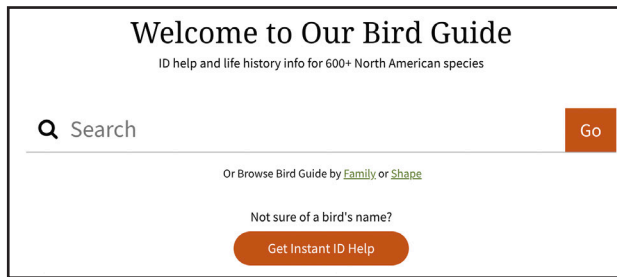 Welcome to Our Bird Guide
ID help and life history info for 600+ North American species
Search
Go
Or Browse Bird Guide by Family or Shape
Not sure of a bird's name?
Get Instant ID Help